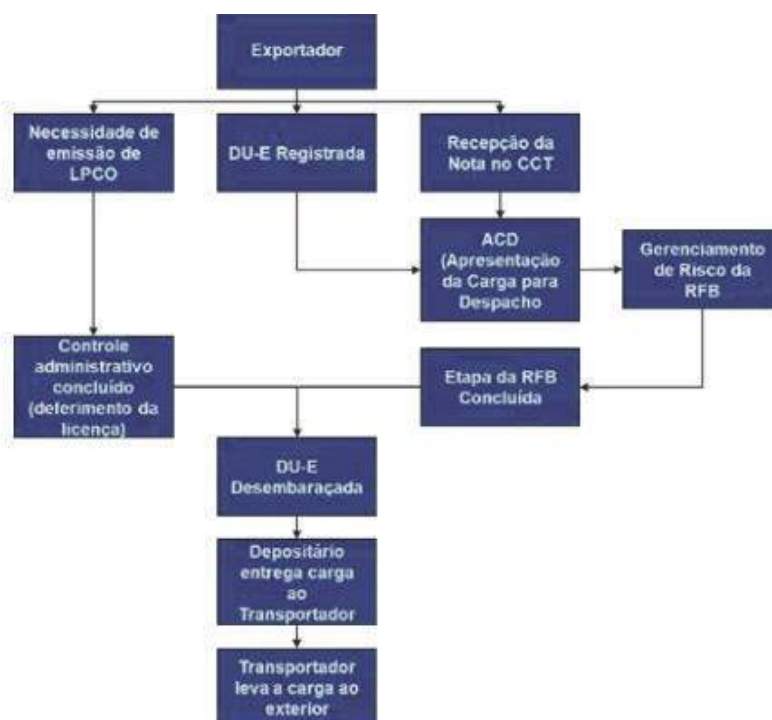 Exportador
Necessidade de
emissão de
LPCO
DU-E Registrada
Recepção da
Nota no CCT
ACD
(Apresentação
da Carga para
Despacho
Gerenciamento
de Risco da
RFB
Controle
administrativo
concluído
(deferimento da
licença)
Etapa da RFB
Concluída
DU-E
Desembaraçada
Depositário
entrega carga
ao
Transportador
Transportador
leva a carga ao
exterior